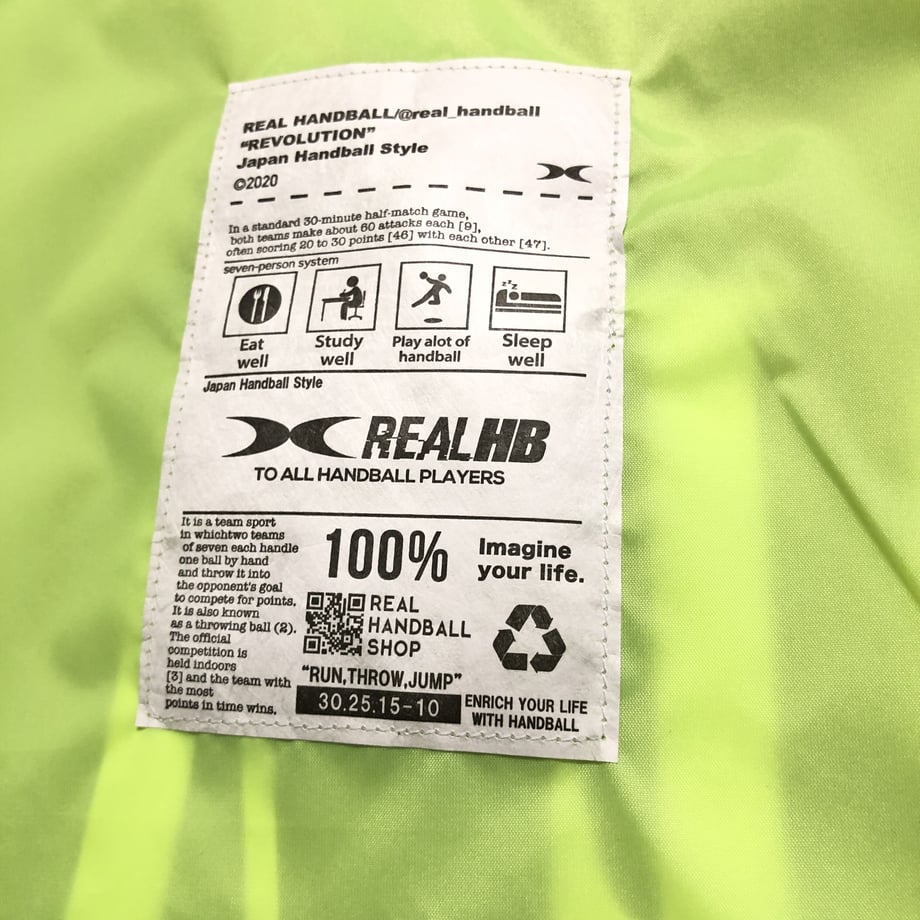 REAL HANDBALL/@real_handball
“REVOLUTION”
Japan Handball Style
©2020
In a standard 30-minute half-match game,
both teams make about 60 attacks each [9],
often scoring 20 to 30 points [46] with each other [47].
seven-person system
zzZ
Eat
well
Study
well
Play alot of
handball
Sleep
well
Japan Handball Style
REALHB
TO ALL HANDBALL PLAYERS
It is a team sport
in whichtwo teams
of seven each handle
one ball by hand
and throw it into
the opponent's goal
to compete for points.
It is also known
as a throwing ball (2).
The official
competition is
held indoors
[3] and the team with
the most
points in time wins.
100%
Imagine
your life.
REAL
HANDBALL
SHOP
“RUN,THROW,JUMP”
30.25.15-10
ENRICH YOUR LIFE
WITH HANDBALL